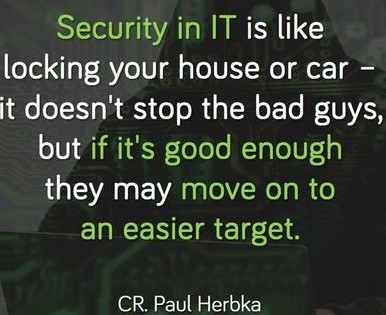 Security in IT is like
locking your house or car –
it doesn't stop the bad guys,
but if it's good enough
they may move on to
an easier target.
CR. Paul Herbka